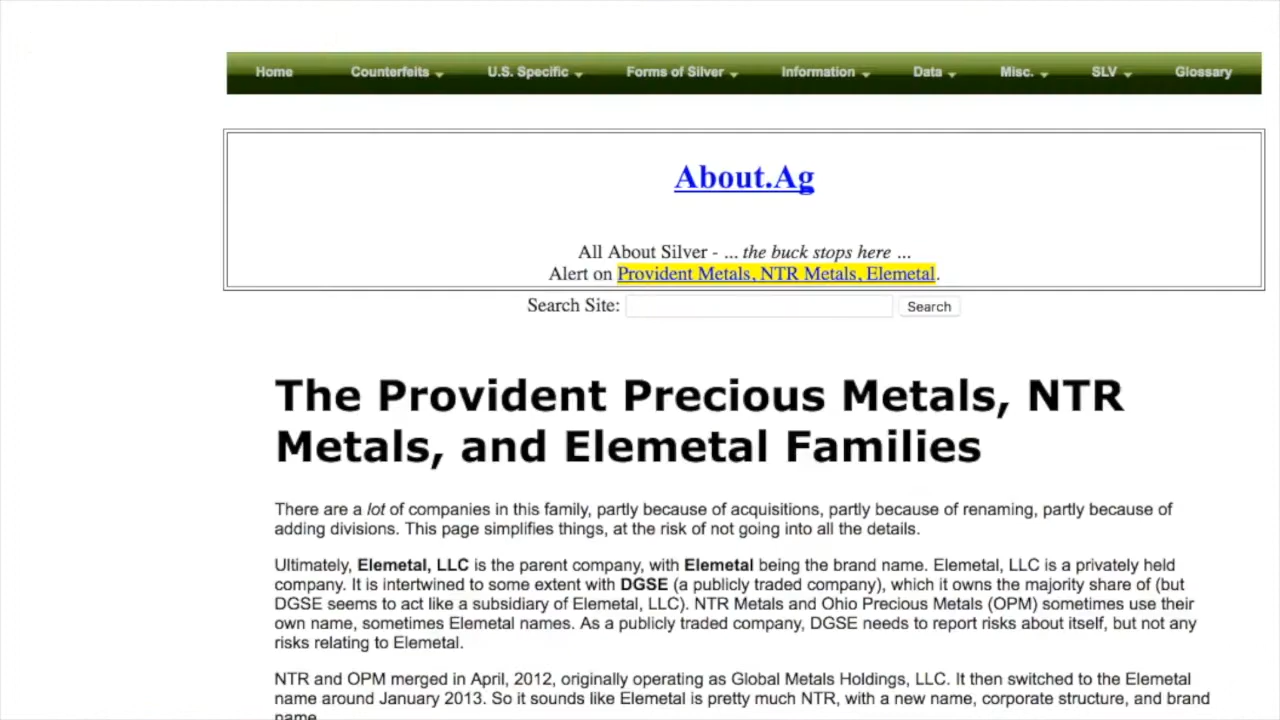 Home Counterfeits U.S. Specific Forms of Silver Information Data Misc. SLV Glossary
About.Ag
All About Silver - ... the buck stops here ...
Alert on Provident Metals, NTR Metals, Elemetal.
Search Site: Search
The Provident Precious Metals, NTR
Metals, and Elemetal Families
There are a lot of companies in this family, partly because of acquisitions, partly because of renaming, partly because of
adding divisions. This page simplifies things, at the risk of not going into all the details.
Ultimately, Elemetal, LLC is the parent company, with Elemetal being the brand name. Elemetal, LLC is a privately held
company. It is intertwined to some extent with DGSE (a publicly traded company), which it owns the majority share of (but
DGSE seems to act like a subsidiary of Elemetal, LLC). NTR Metals and Ohio Precious Metals (OPM) sometimes use their
own name, sometimes Elemetal names. As a publicly traded company, DGSE needs to report risks about itself, but not any
risks relating to Elemetal.
NTR and OPM merged in April, 2012, originally operating as Global Metals Holdings, LLC. It then switched to the Elemetal
name around January 2013. So it sounds like Elemetal is pretty much NTR, with a new name, corporate structure, and brand
name.